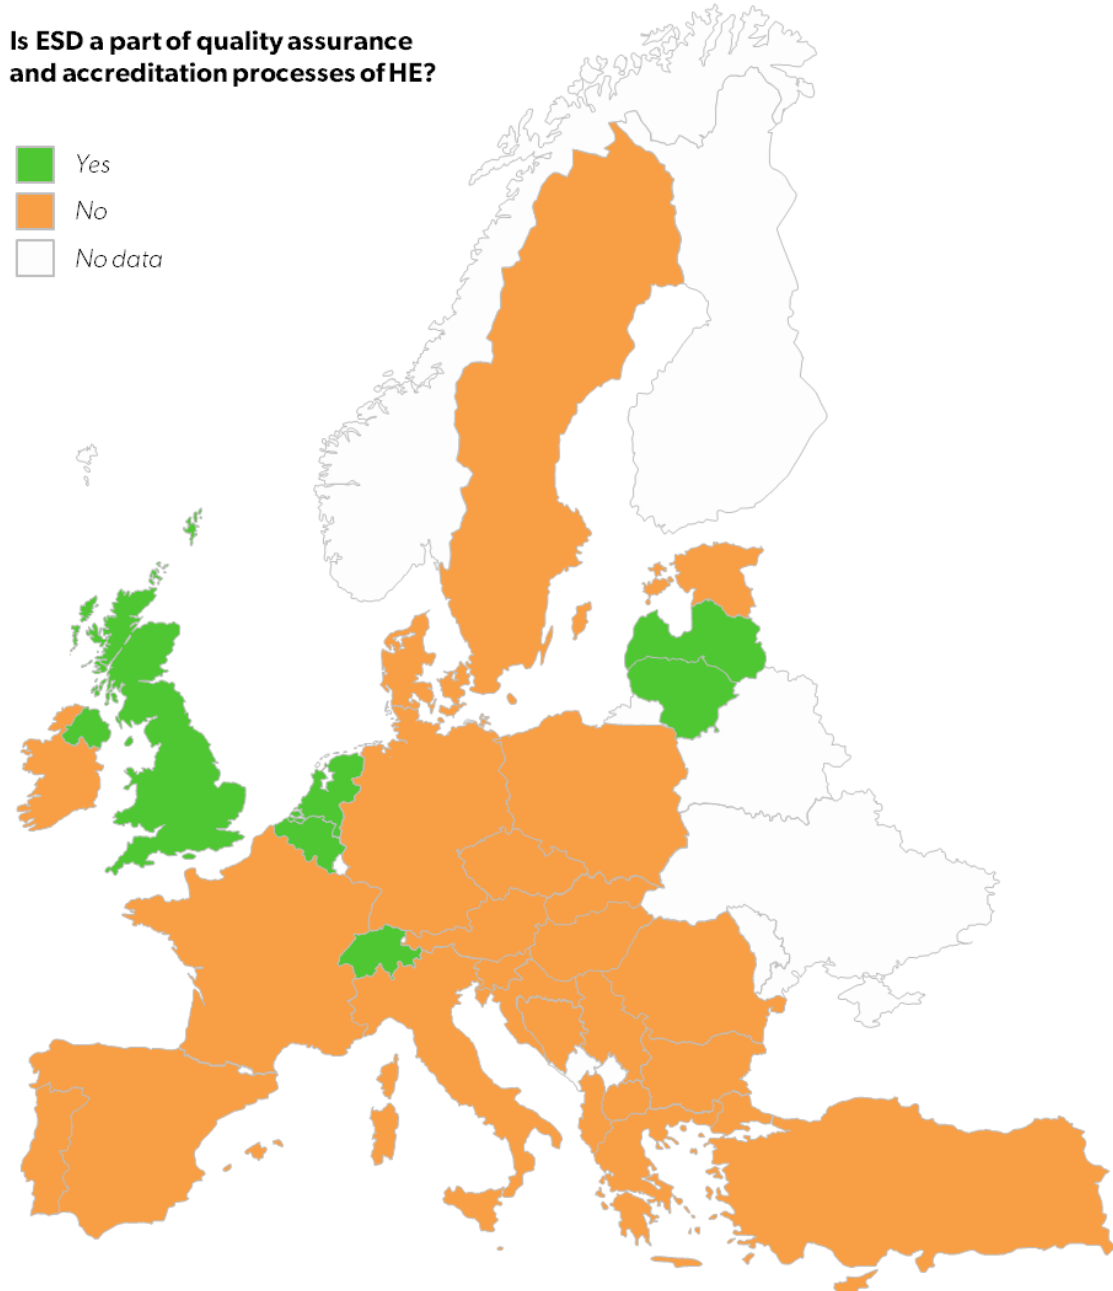 Is ESD a part of quality assurance
and accreditation processes of HE?
Yes
No
No data